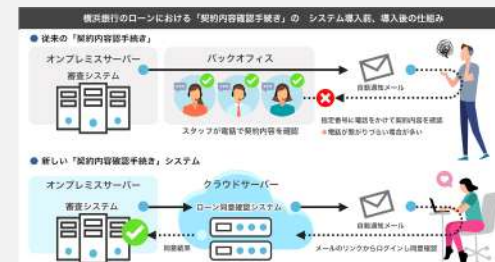 横浜銀行のローンにおける「契約内容確認手続き」の システム導入前、導入後の仕組み
従来の「契約内容確認手続き」
オンプレミスサーバー
バックオフィス
審査システム
自動通知メール
スタッフが電話で契約内容を確認
指定番号に電話をかけて契約内容を確認
※電話が繋がりづらい場合が多い
新しい「契約内容確認手続き」システム
オンプレミスサーバー
クラウドサーバー
審査システム
ローン同意確認システム
自動通知メール
同意結果
メールのリンクからログインし同意確認